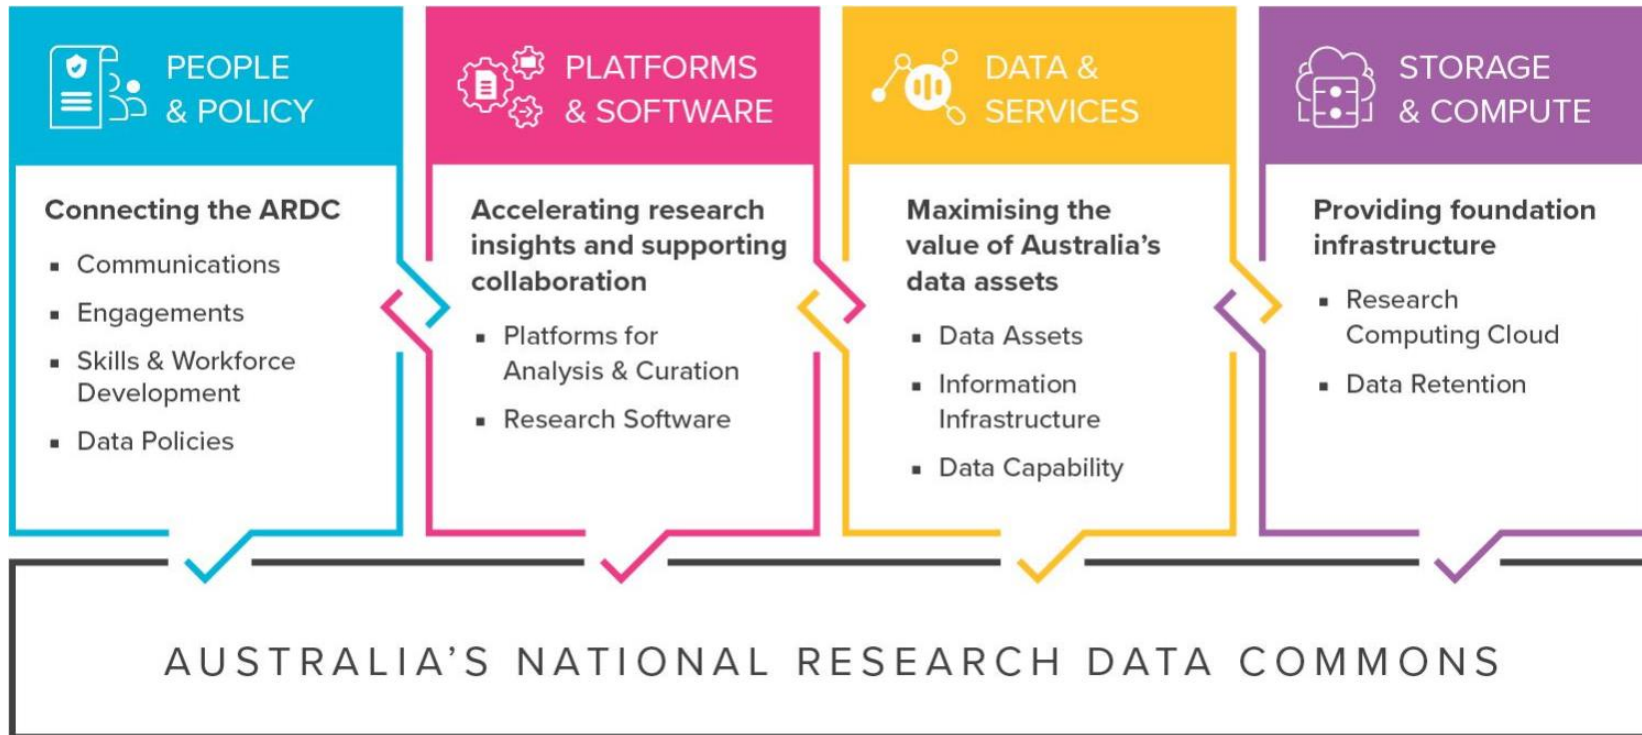 PEOPLE
& POLICY
Connecting the ARDC
▪ Communications
▪ Engagements
▪ Skills & Workforce
Development
▪ Data Policies
PLATFORMS
& SOFTWARE
Accelerating research
insights and supporting
collaboration
▪ Platforms for
Analysis & Curation
▪ Research Software
DATA &
SERVICES
Maximising the
value of Australia’s
data assets
▪ Data Assets
▪ Information
Infrastructure
▪ Data Capability
STORAGE
& COMPUTE
Providing foundation
infrastructure
▪ Research
Computing Cloud
▪ Data Retention
AUSTRALIA’S NATIONAL RESEARCH DATA COMMONS